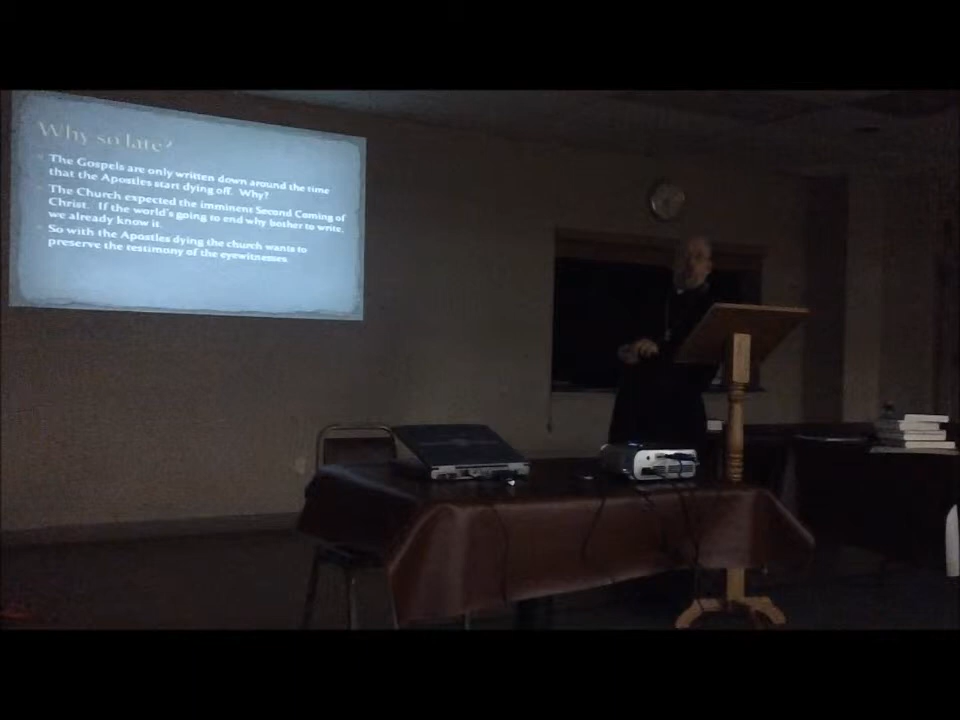 Why so late?
The Gospels are only written down around the time
that the Apostles start dying off. Why?
The Church expected the imminent Second Coming of
Christ. If the world's going to end why bother to write,
we already know it.
So with the Apostles dying the church wants to
preserve the testimony of the eyewitnesses.